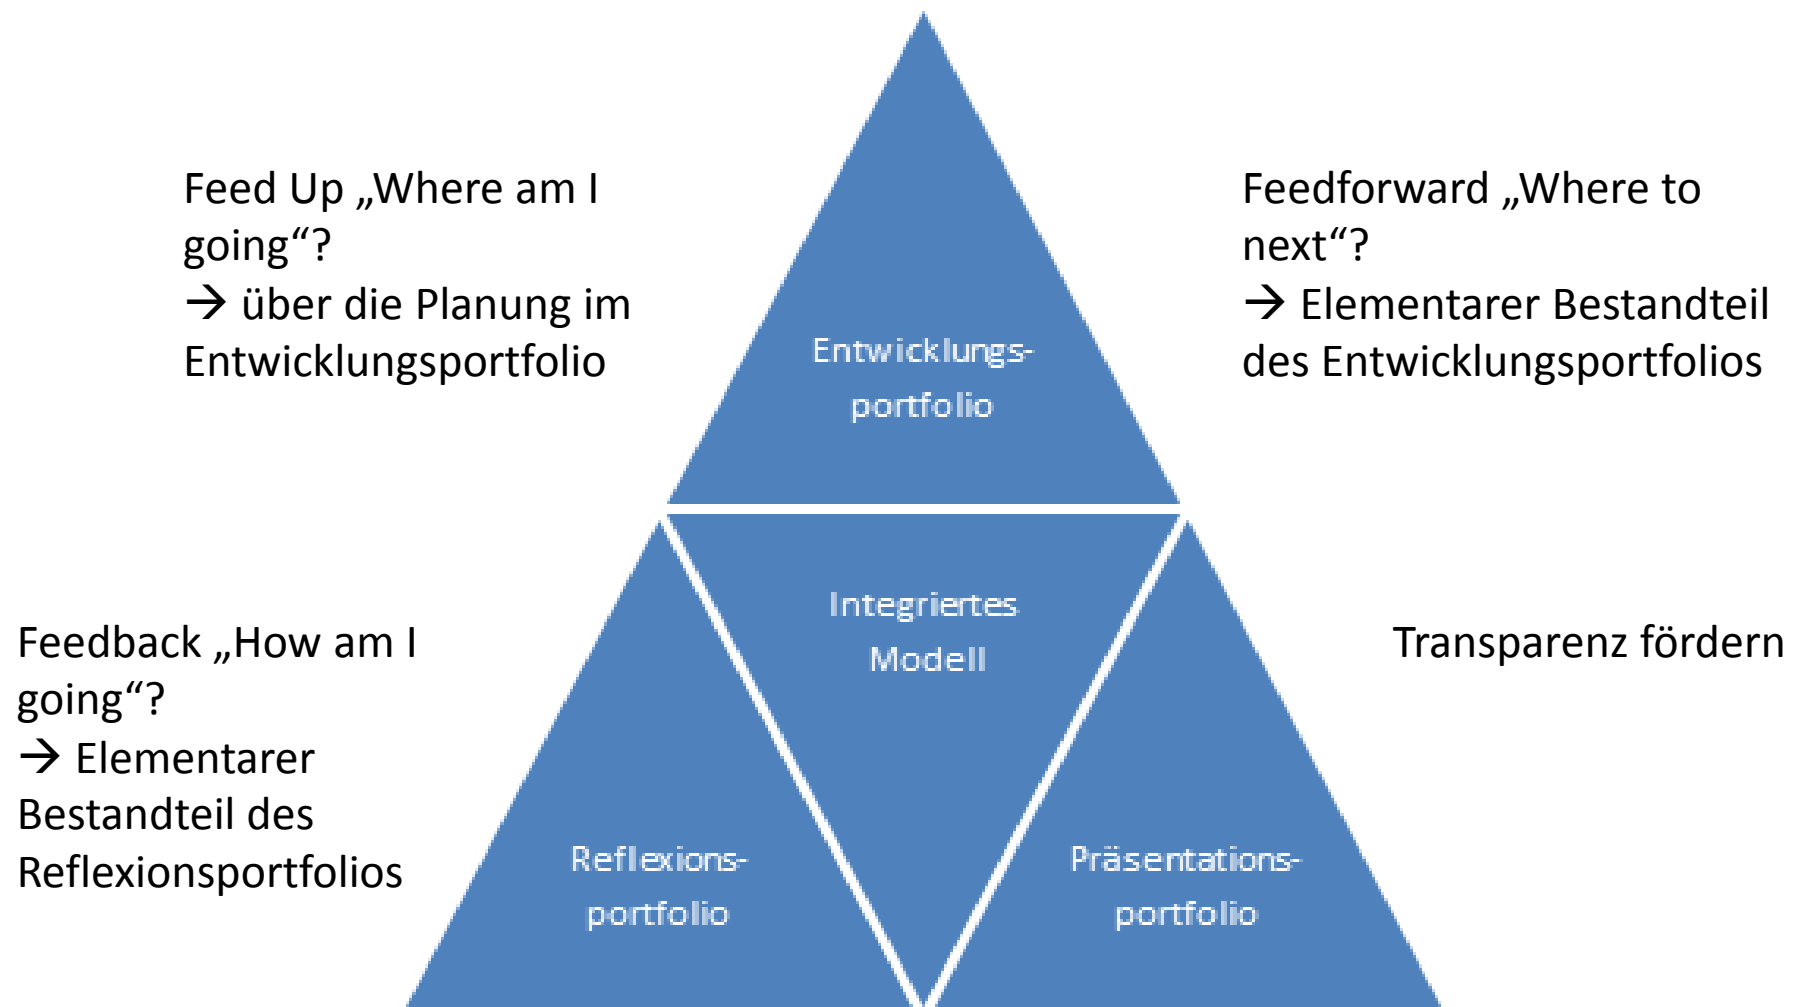 Feed Up „Where am I
going“?
→ über die Planung im
Entwicklungsportfolio
Feedforward „Where to
next“?
→ Elementarer Bestandteil
des Entwicklungsportfolios
Entwicklungs-
portfolio
Integriertes
Modell
Feedback „How am I
going“?
→ Elementarer
Bestandteil des
Reflexionsportfolios
Transparenz fördern
Reflexions-
portfolio
Präsentations-
portfolio